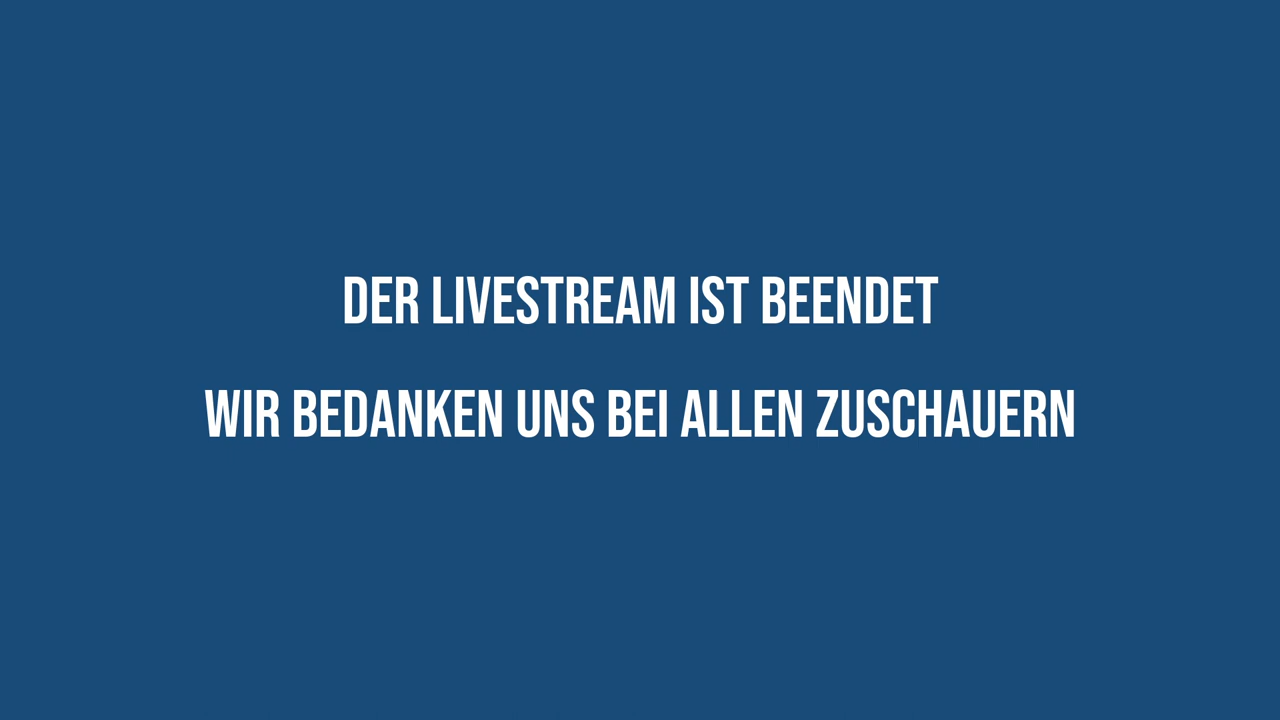 DER LIVESTREAM IST BEENDET
WIR BEDANKEN UNS BEI ALLEN ZUSCHAUERN